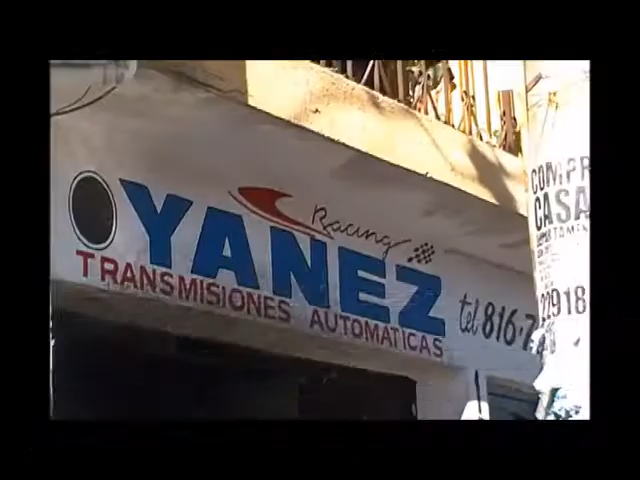 Racing
YANEZ
TRANSMISIONES AUTOMATICAS
tel 816-7
COMPR
CASA
22918